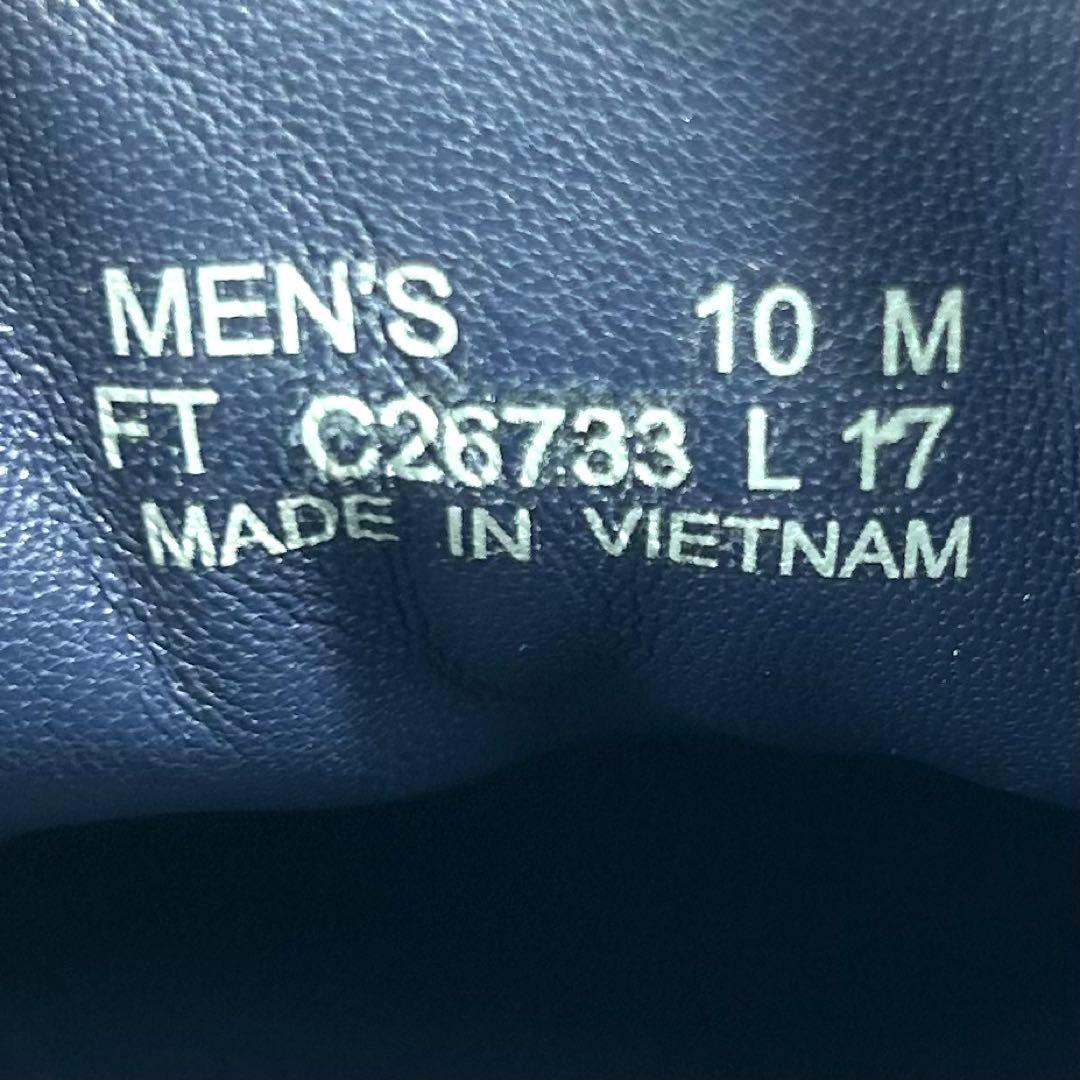 MEN'S 10 M
FT C26733 L 17
MADE IN VIETNAM